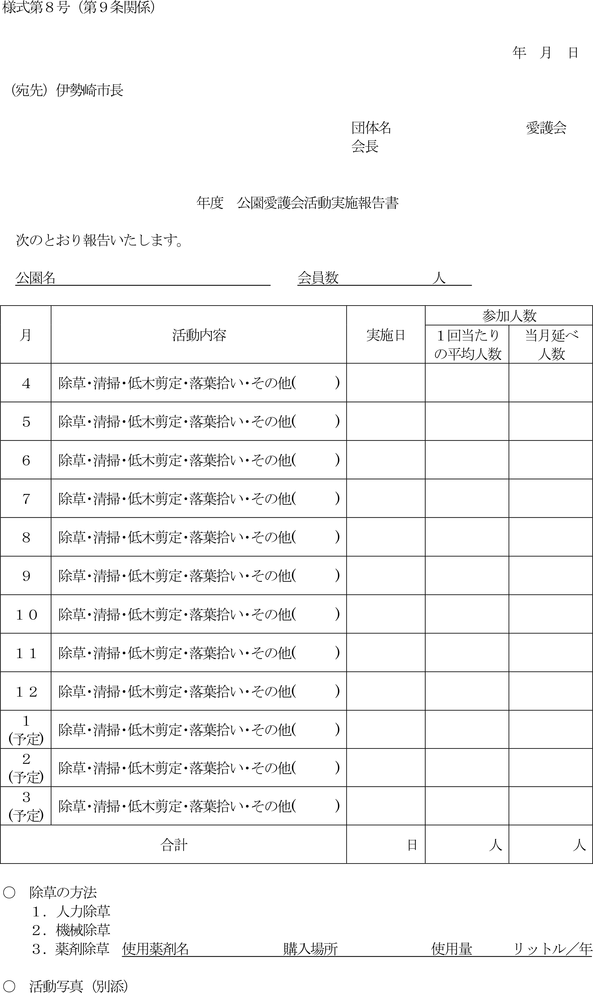 様式第８号（第９条関係）
年　月　日
（宛先）伊勢崎市長
団体名　　　　　　　　　　愛護会
会長
年度　公園愛護会活動実施報告書
次のとおり報告いたします。
公園名　　　　　　　　　　　　　　　　会員数　　　　　　　人
月　活動内容　実施日　参加人数
１回当たりの平均人数　当月延べ人数
４　除草・清掃・低木剪定・落葉拾い・その他(　　　)
５　除草・清掃・低木剪定・落葉拾い・その他(　　　)
６　除草・清掃・低木剪定・落葉拾い・その他(　　　)
７　除草・清掃・低木剪定・落葉拾い・その他(　　　)
８　除草・清掃・低木剪定・落葉拾い・その他(　　　)
９　除草・清掃・低木剪定・落葉拾い・その他(　　　)
１０　除草・清掃・低木剪定・落葉拾い・その他(　　　)
１１　除草・清掃・低木剪定・落葉拾い・その他(　　　)
１２　除草・清掃・低木剪定・落葉拾い・その他(　　　)
１(予定)　除草・清掃・低木剪定・落葉拾い・その他(　　　)
２(予定)　除草・清掃・低木剪定・落葉拾い・その他(　　　)
３(予定)　除草・清掃・低木剪定・落葉拾い・その他(　　　)
合計　日　人　人
○　除草の方法
１．人力除草
２．機械除草
３．薬剤除草　使用薬剤名　　　　　　　購入場所　　　　　　　使用量　　　リットル／年
○　活動写真（別添）